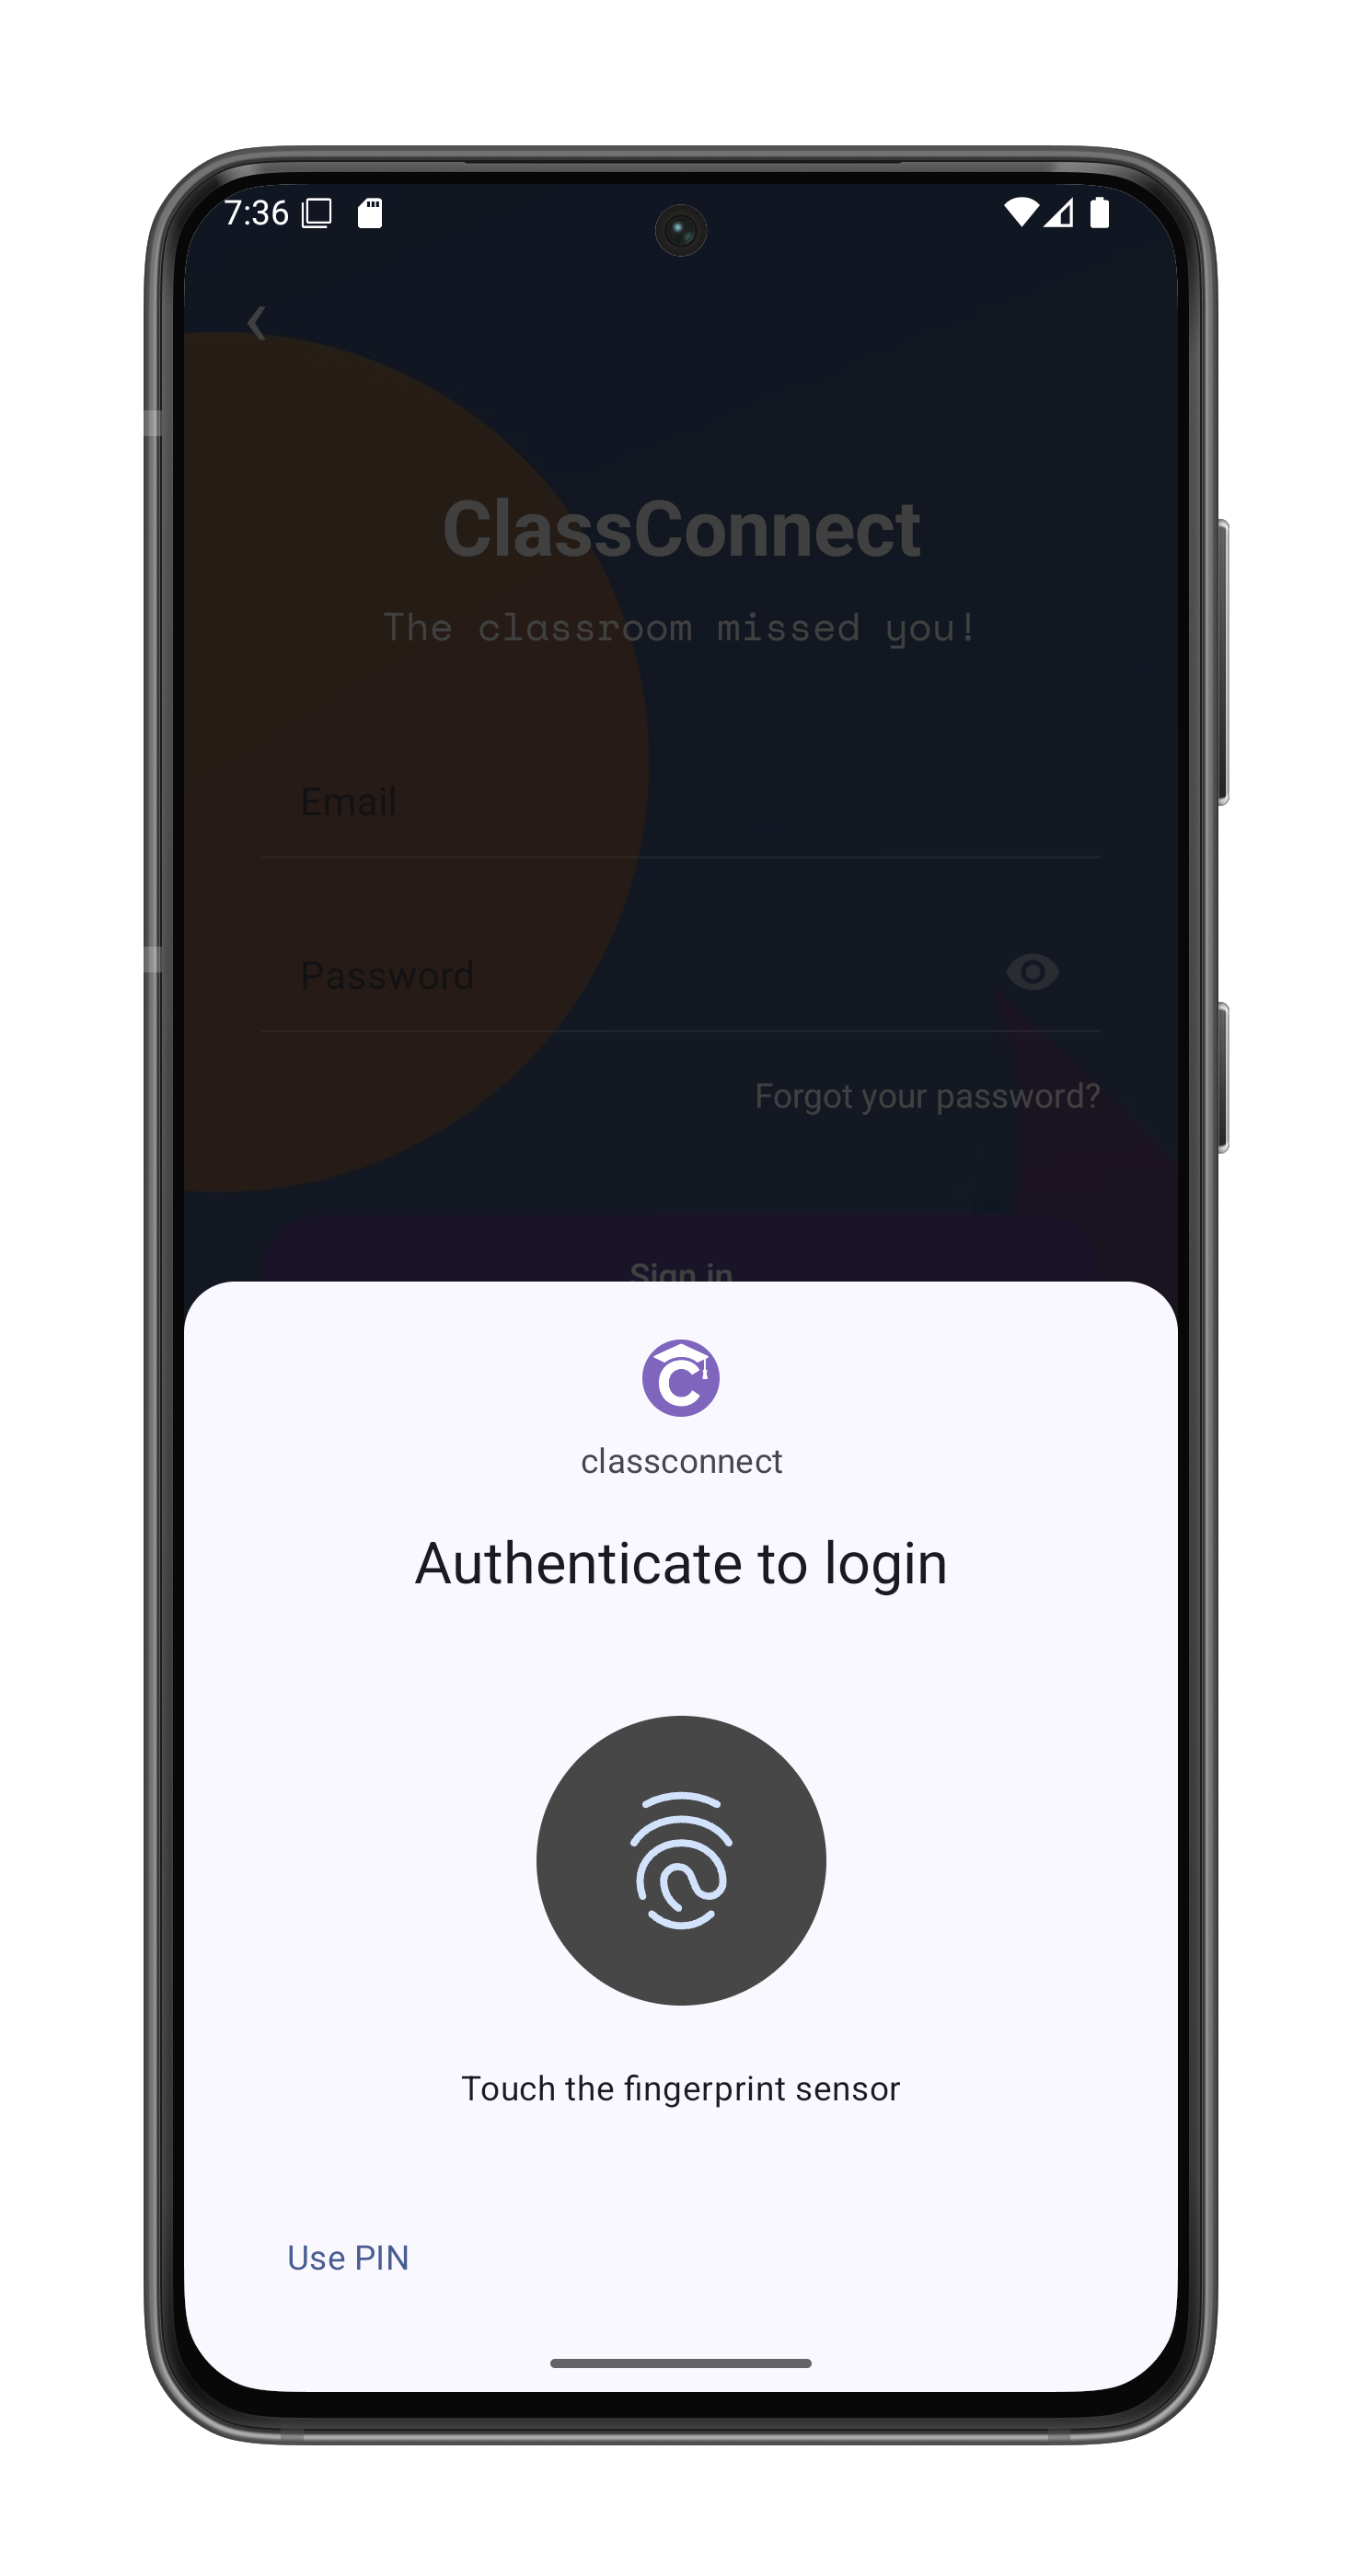 7:36
ClassConnect
The classroom missed you!
Email
Password
Forgot your password?
Sign in
classconnect
Authenticate to login
Touch the fingerprint sensor
Use PIN